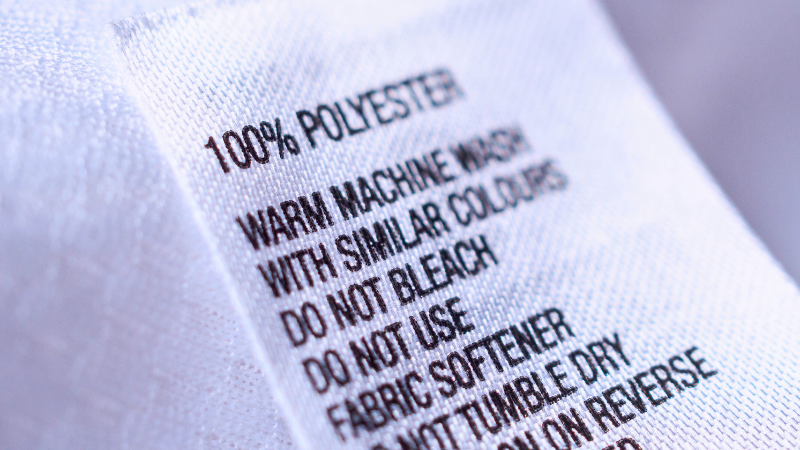 100% POLYESTER
WARM MACHINE WASH
WITH SIMILAR COLOURS
DO NOT BLEACH
DO NOT USE
FABRIC SOFTENER
NOT TUMBLE DRY
ON REVERSE